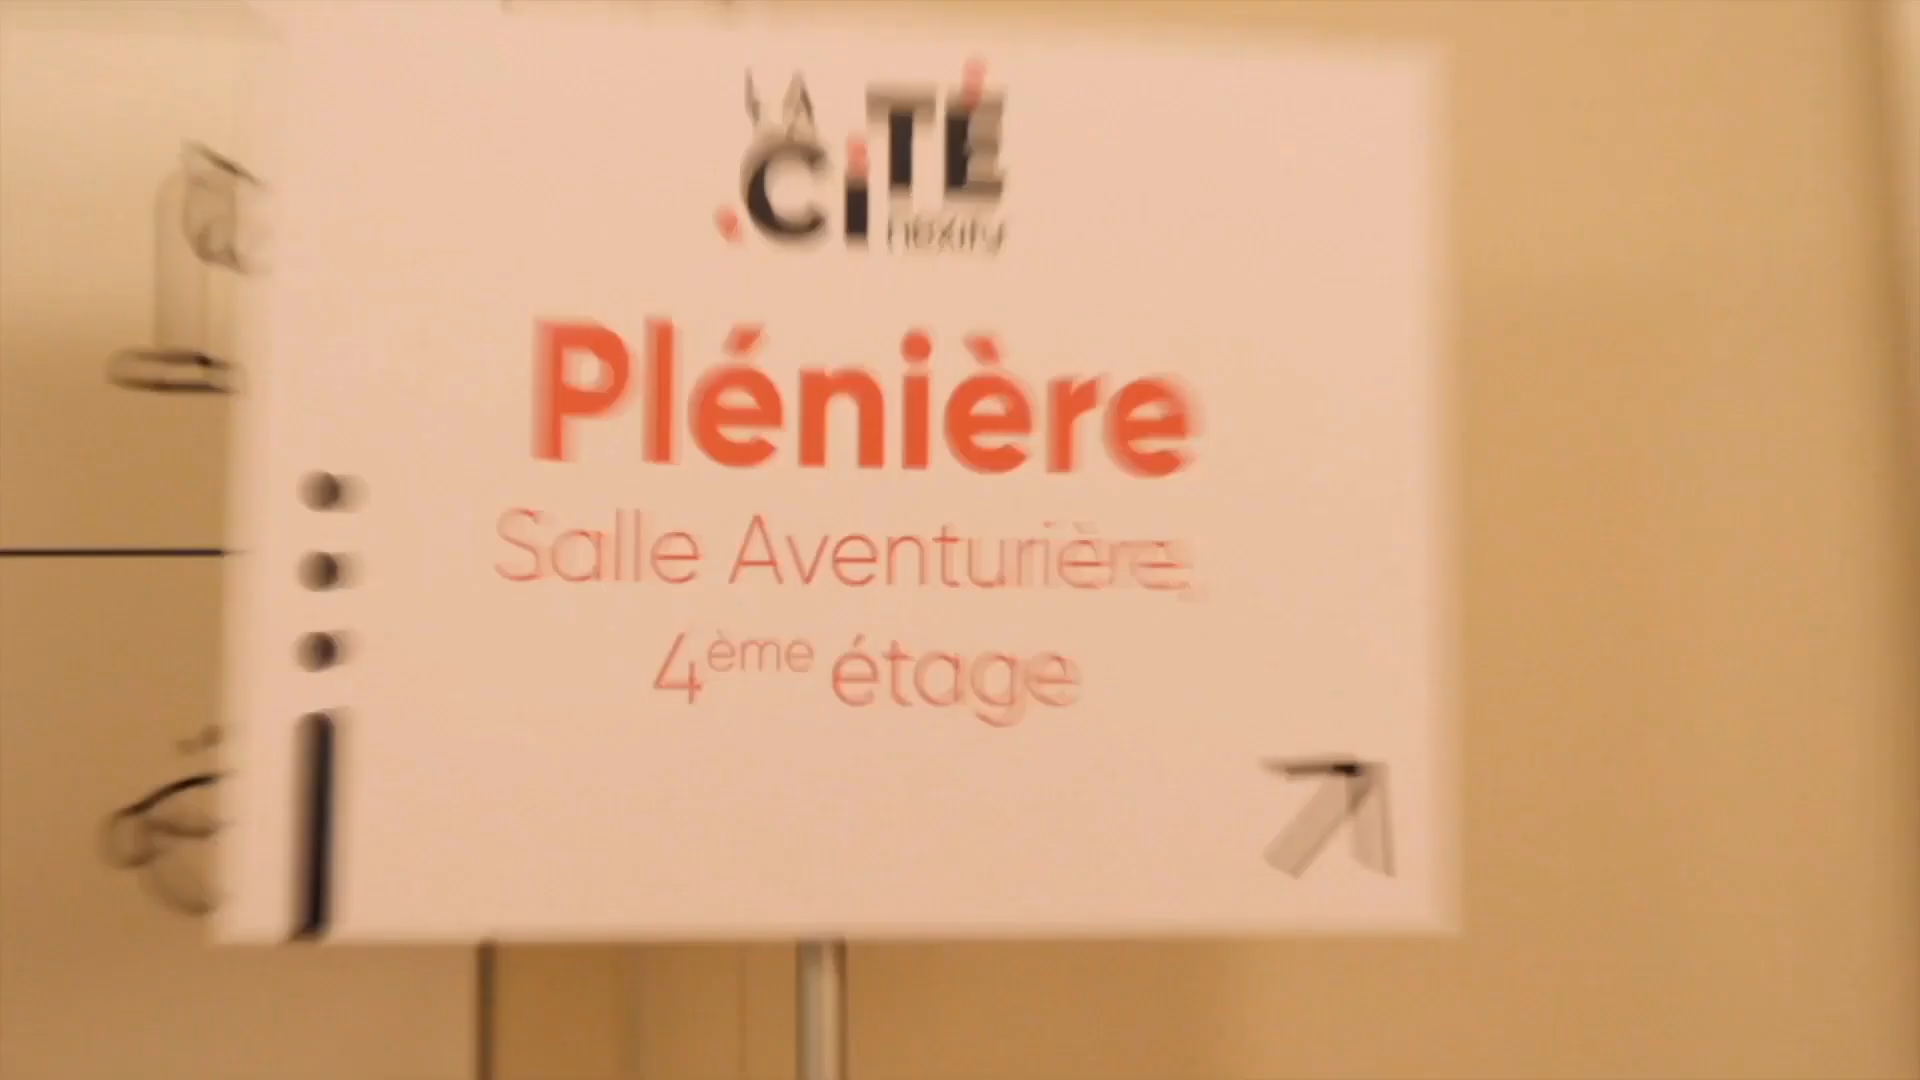 LA
CiTÉ
nexity
Plénière
Salle Aventurière,
4ème étage